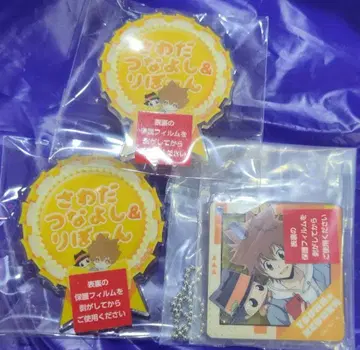 さわだ
つなよし&
りぼーん
表裏の
保護フィルムを
剥がしてから
ご使用ください
さわだ
つなよし&
りぼーん
表裏の
保護フィルムを
剥がしてから
ご使用ください
表裏の
保護フィルムを
剥がしてから
ご使用ください